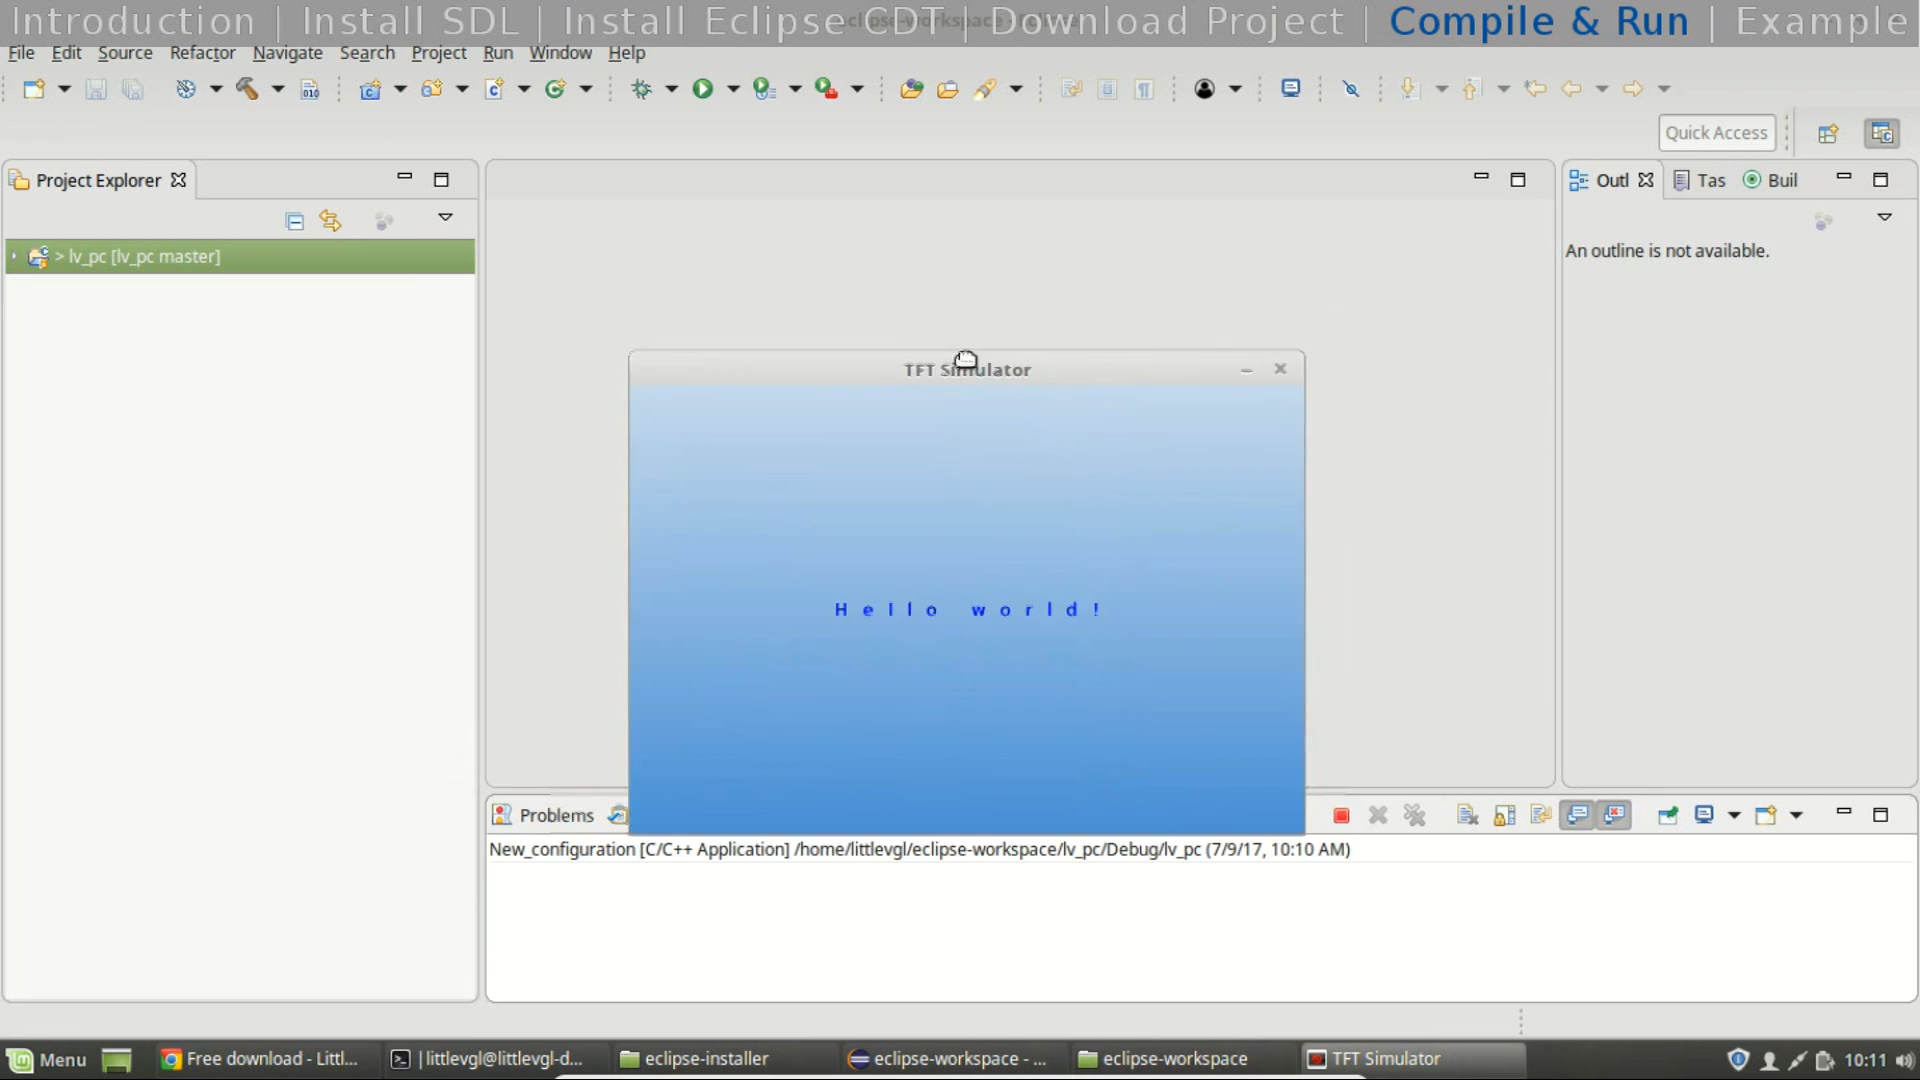 Introduction | Install SDL | Install Eclipse CDT | Download Project | Compile & Run | Example
File Edit Source Refactor Navigate Search Project Run Window Help
Quick Access
Project Explorer
Outl
Tas
Buil
> lv_pc [lv_pc master]
An outline is not available.
TFT Simulator
Hello world!
Problems
New_configuration [C/C++ Application] /home/littlevgl/eclipse-workspace/lv_pc/Debug/lv_pc (7/9/17, 10:10 AM)
Menu
Free download - Littl...
littlevgl@littlevgl-d...
eclipse-installer
eclipse-workspace - ...
eclipse-workspace
TFT Simulator
10:11